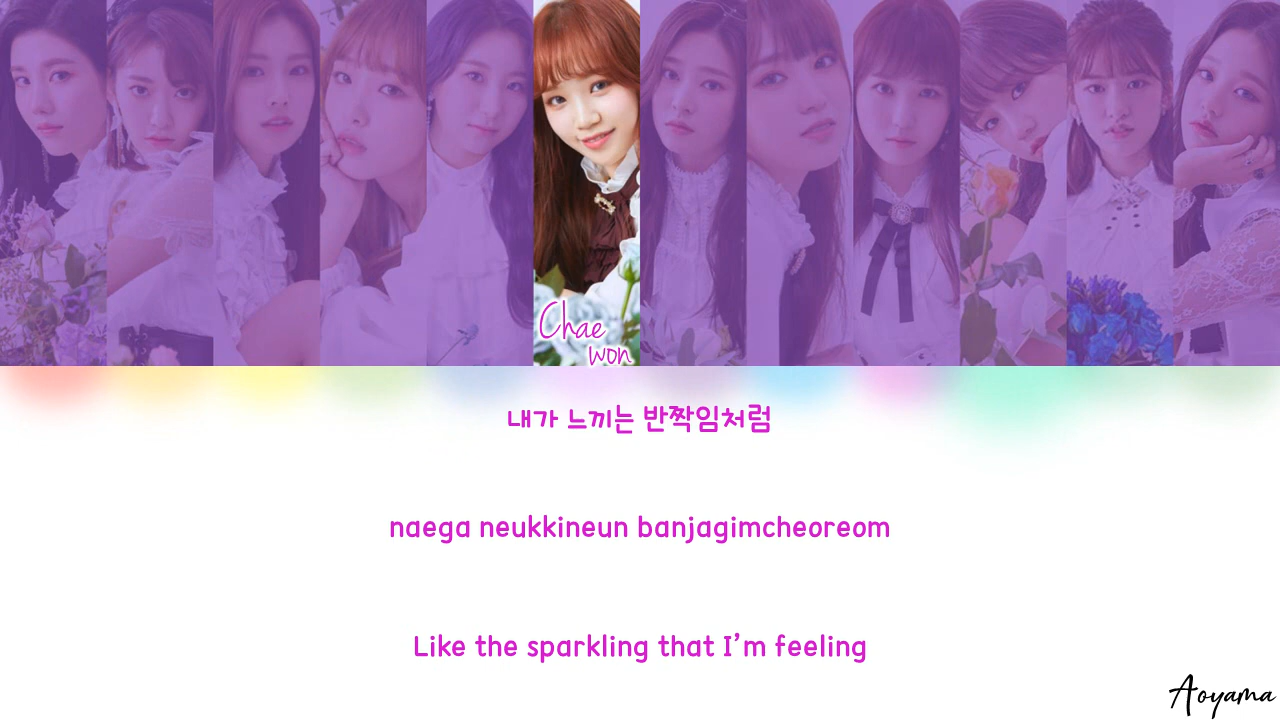 Chae
won
내가 느끼는 반짝임처럼
naega neukkineun banjagimcheoreom
Like the sparkling that I'm feeling
Aoyama